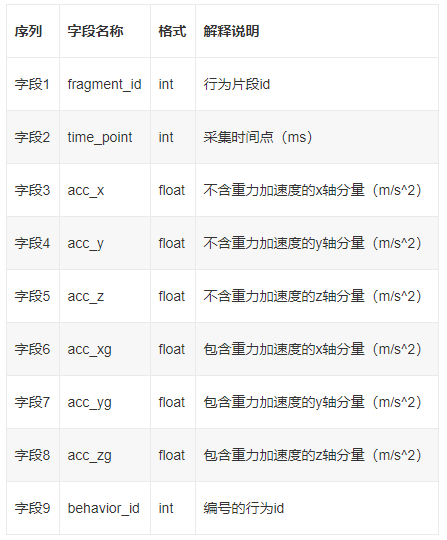 序列 字段名称 格式 解释说明
字段1 fragment_id int 行为片段id
字段2 time_point int 采集时间点（ms）
字段3 acc_x float 不含重力加速度的x轴分量（m/s^2）
字段4 acc_y float 不含重力加速度的y轴分量（m/s^2）
字段5 acc_z float 不含重力加速度的z轴分量（m/s^2）
字段6 acc_xg float 包含重力加速度的x轴分量（m/s^2）
字段7 acc_yg float 包含重力加速度的y轴分量（m/s^2）
字段8 acc_zg float 包含重力加速度的z轴分量（m/s^2）
字段9 behavior_id int 编号的行为id